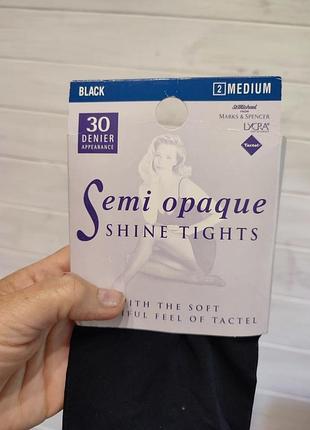 BLACK
2 MEDIUM
30
DENIER
APPEARANCE
St Michael
FROM
MARKS & SPENCER
LYCRA®
Tactel
Semi opaque
SHINE TIGHTS
WITH THE SOFT
FEEL OF TACTEL